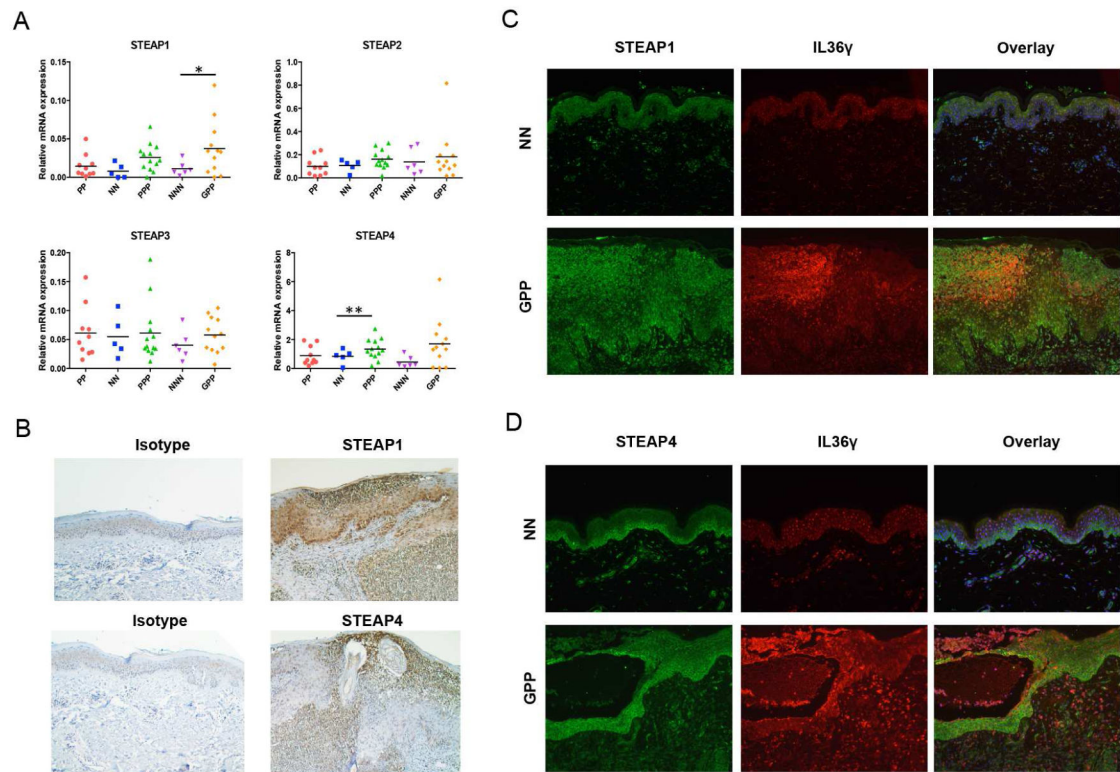 A
STEAP1
Relative mRNA expression
0.15
0.10
0.05
0.00
*
PP
NN
PPP
NNN
GPP
STEAP2
Relative mRNA expression
1.0
0.8
0.6
0.4
0.2
0.0
PP
NN
PPP
NNN
GPP
STEAP3
Relative mRNA expression
0.20
0.15
0.10
0.05
0.00
PP
NN
PPP
NNN
GPP
STEAP4
Relative mRNA expression
8
6
4
2
0
**
PP
NN
PPP
NNN
GPP
B
Isotype
STEAP1
Isotype
STEAP4
C
STEAP1
IL36γ
Overlay
NN
GPP
D
STEAP4
IL36γ
Overlay
NN
GPP